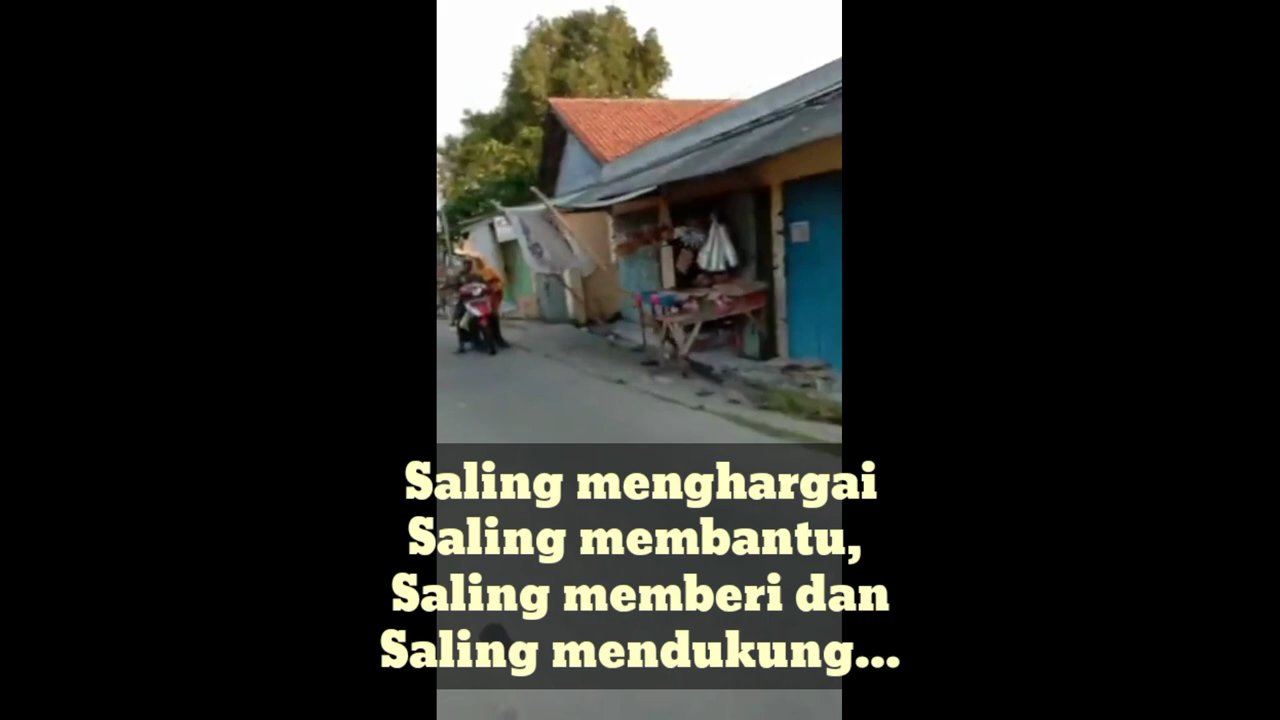 Saling menghargai
Saling membantu,
Saling memberi dan
Saling mendukung...